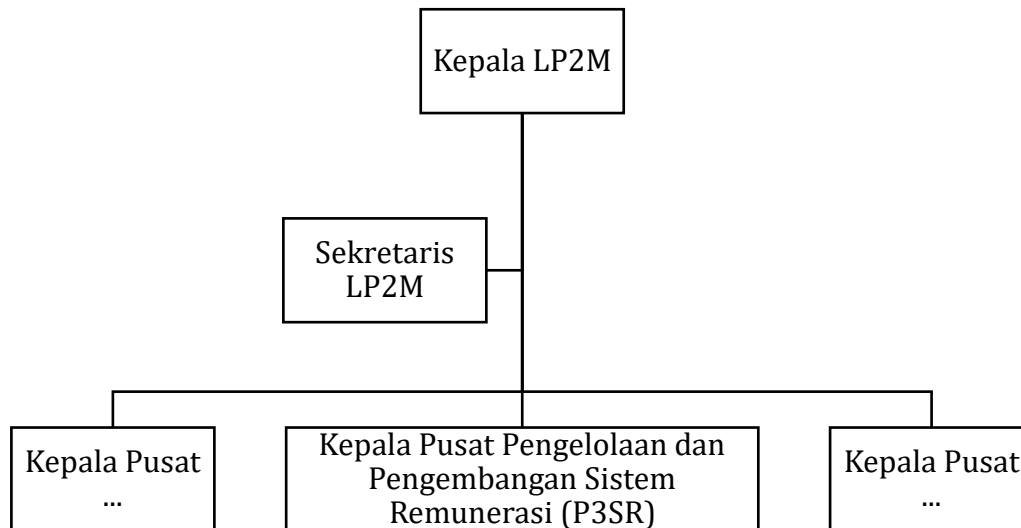 Kepala LP2M
Sekretaris
LP2M
Kepala Pusat
...
Kepala Pusat Pengelolaan dan
Pengembangan Sistem
Remunerasi (P3SR)
Kepala Pusat
...